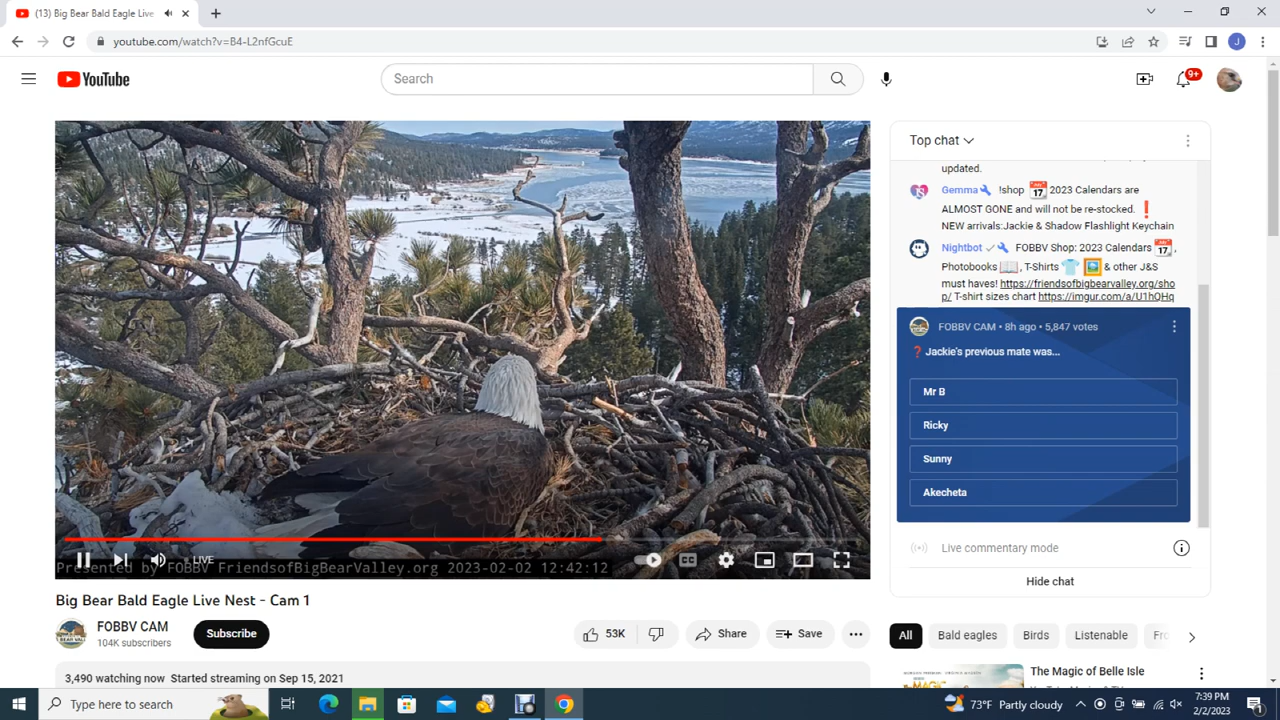 (13) Big Bear Bald Eagle Live
youtube.com/watch?v=B4-L2nfGcuE
J
YouTube
Search
9+
Top chat
updated.
Gemma !shop 2023 Calendars are
ALMOST GONE and will not be re-stocked.
NEW arrivals:Jackie & Shadow Flashlight Keychain
Nightbot FOBBV Shop: 2023 Calendars ,
Photobooks , T-Shirts & other J&S
must haves! https://friendsofbigbearvalley.org/sho
p/ T-shirt sizes chart https://imgur.com/a/U1hQHq
FOBBV CAM • 8h ago • 5,847 votes
Jackie's previous mate was...
Mr B
Ricky
Sunny
Akecheta
Live commentary mode
Hide chat
LIVE
CC
Presented by FOBBV FriendsofBigBearValley.org 2023-02-02 12:42:12
Big Bear Bald Eagle Live Nest - Cam 1
FOBBV CAM
104K subscribers
Subscribe
53K
Share
Save
3,490 watching now Started streaming on Sep 15, 2021
All
Bald eagles
Birds
Listenable
Fro
The Magic of Belle Isle
Type here to search
73°F Partly cloudy
7:39 PM
2/2/2023
1